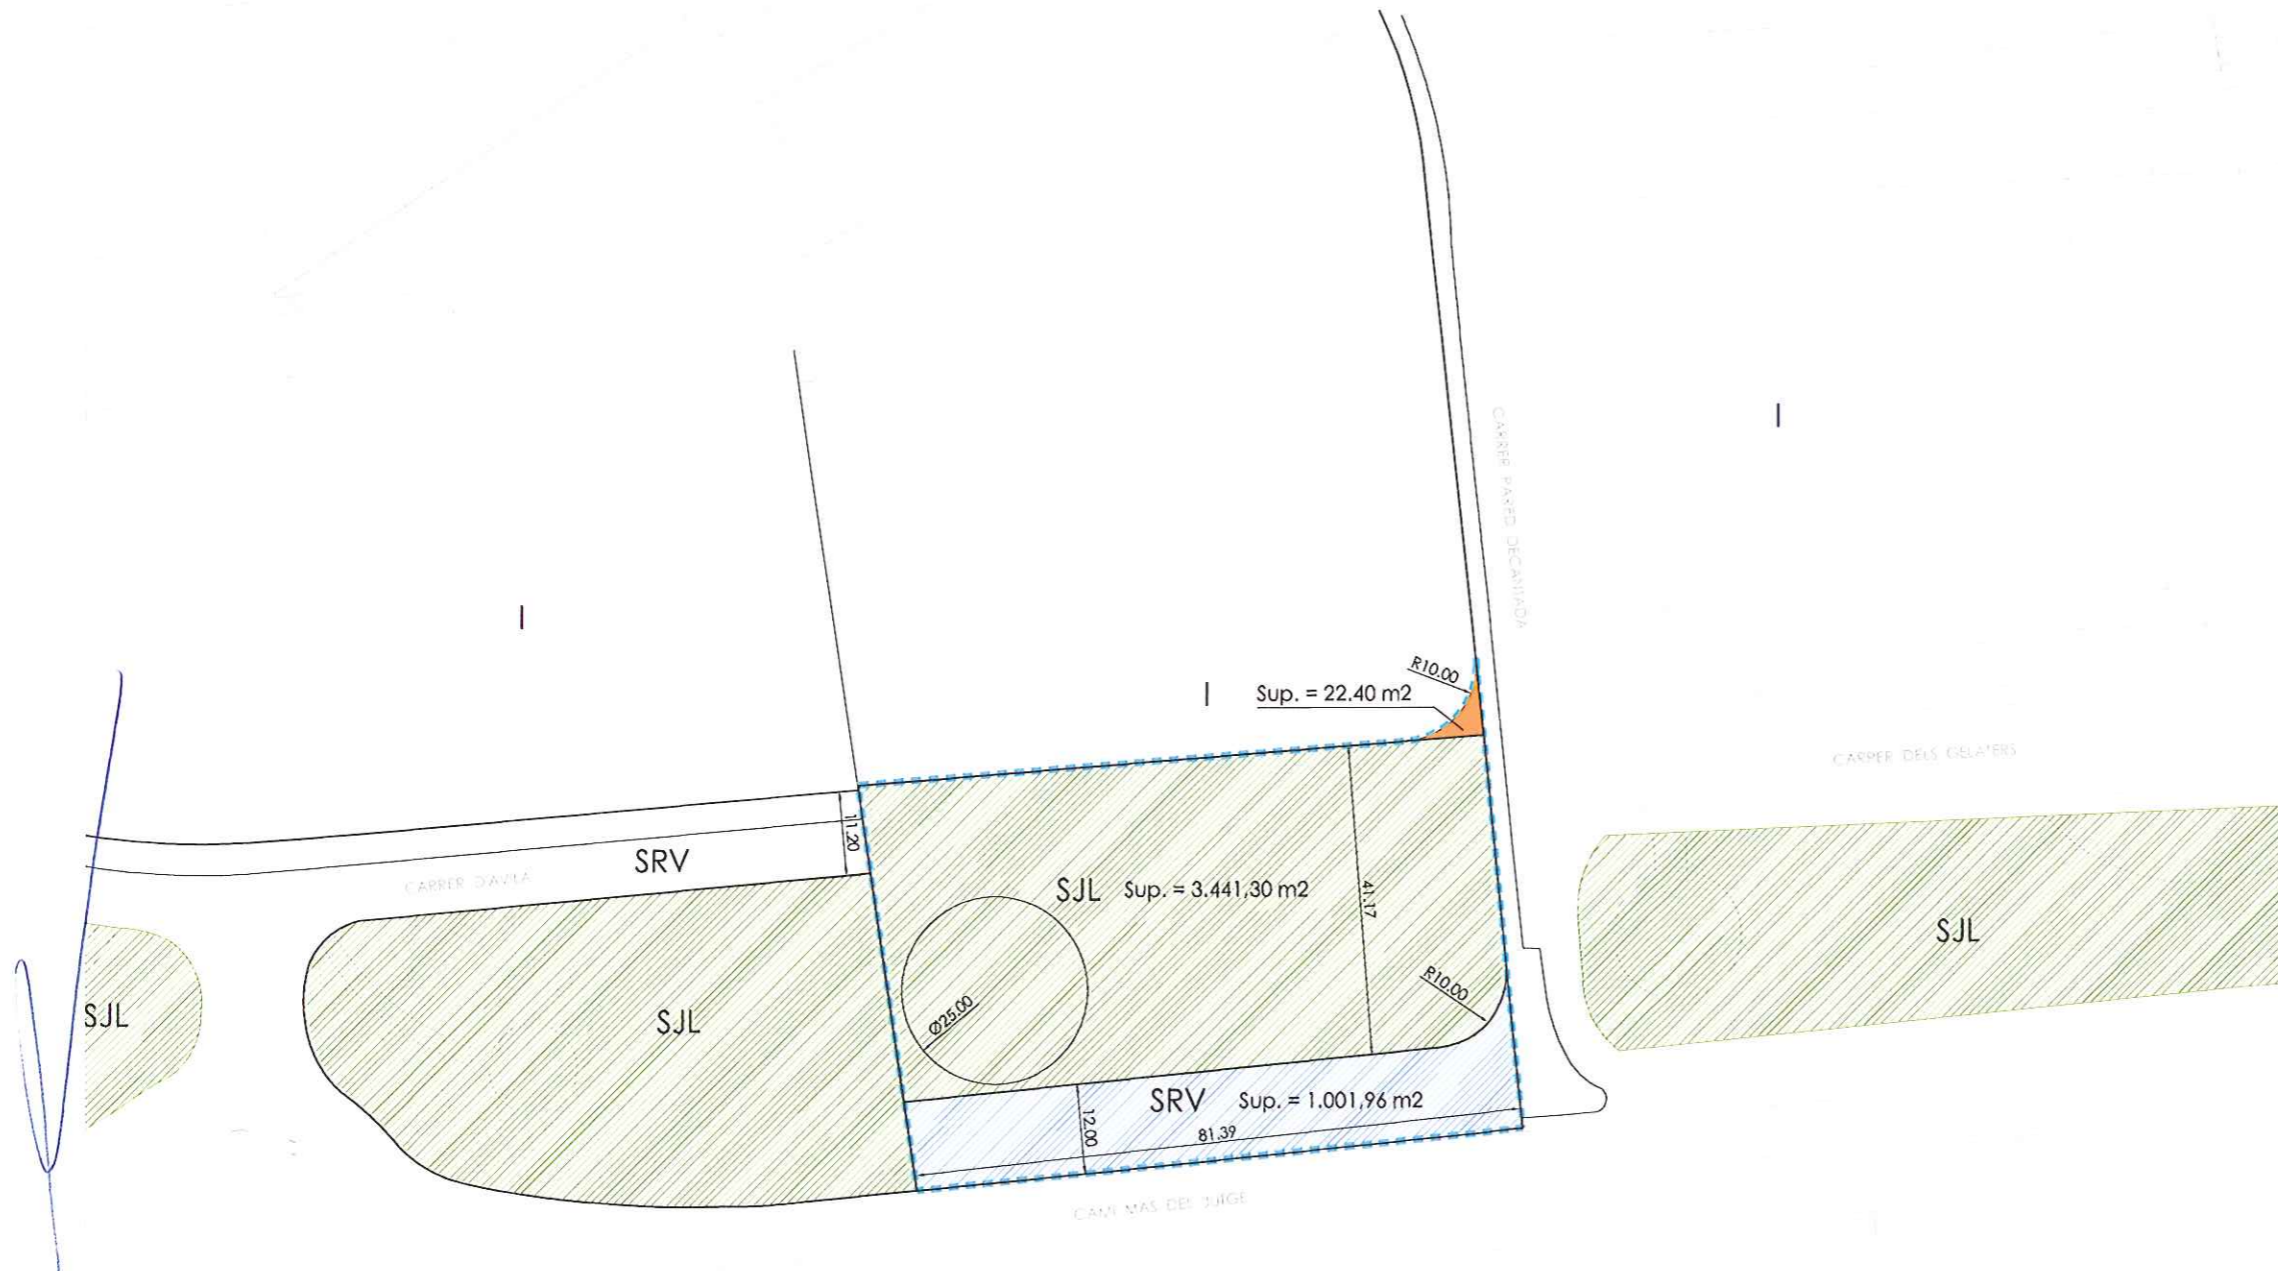 CARRER PARED DECANTADA
I
I
R10.00
I
Sup. = 22.40 m2
CARRER DELS GELATERS
11.20
SRV
CARRER D'AVILA
SJL
Sup. = 3.441,30 m2
41.17
SJL
R10.00
SJL
SJL
Ø25.00
SRV
Sup. = 1.001,96 m2
12.00
81.39
CAMI MAS DEL JUTGE